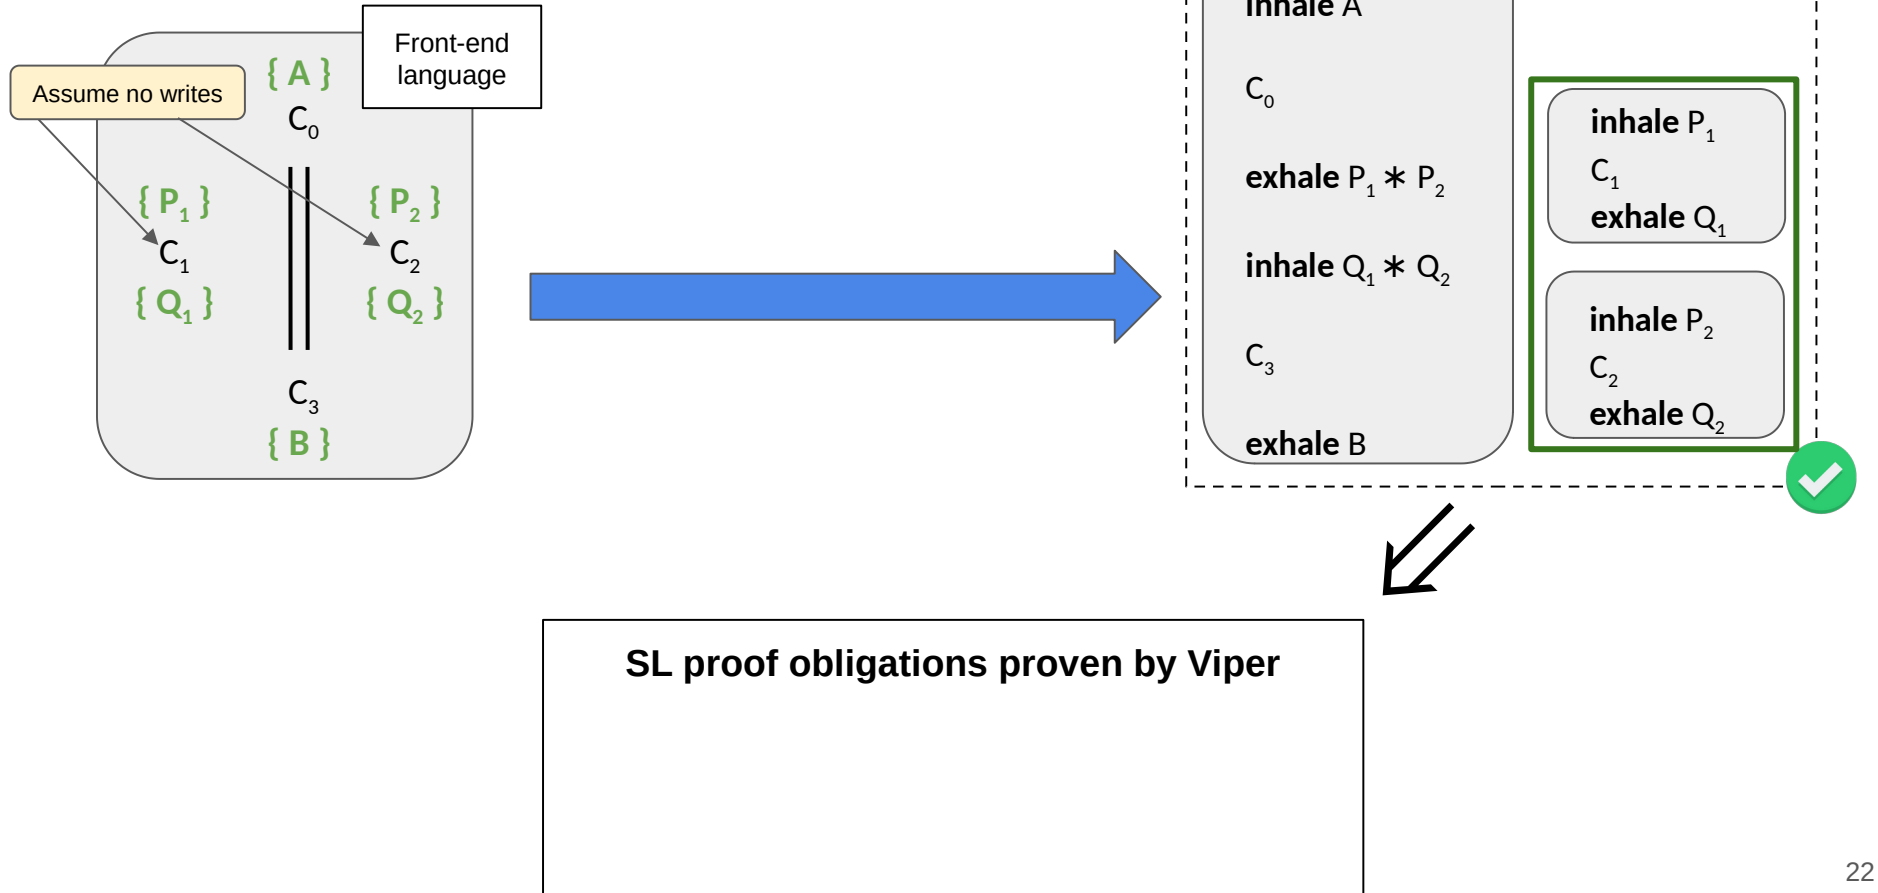 Front-end
language
Assume no writes
{ A }
C₀
{ P₁ }
{ P₂ }
C₁
C₂
{ Q₁ }
{ Q₂ }
C₃
{ B }
inhale A
C₀
exhale P₁ ∗ P₂
inhale Q₁ ∗ Q₂
C₃
exhale B
inhale P₁
C₁
exhale Q₁
inhale P₂
C₂
exhale Q₂
SL proof obligations proven by Viper
22